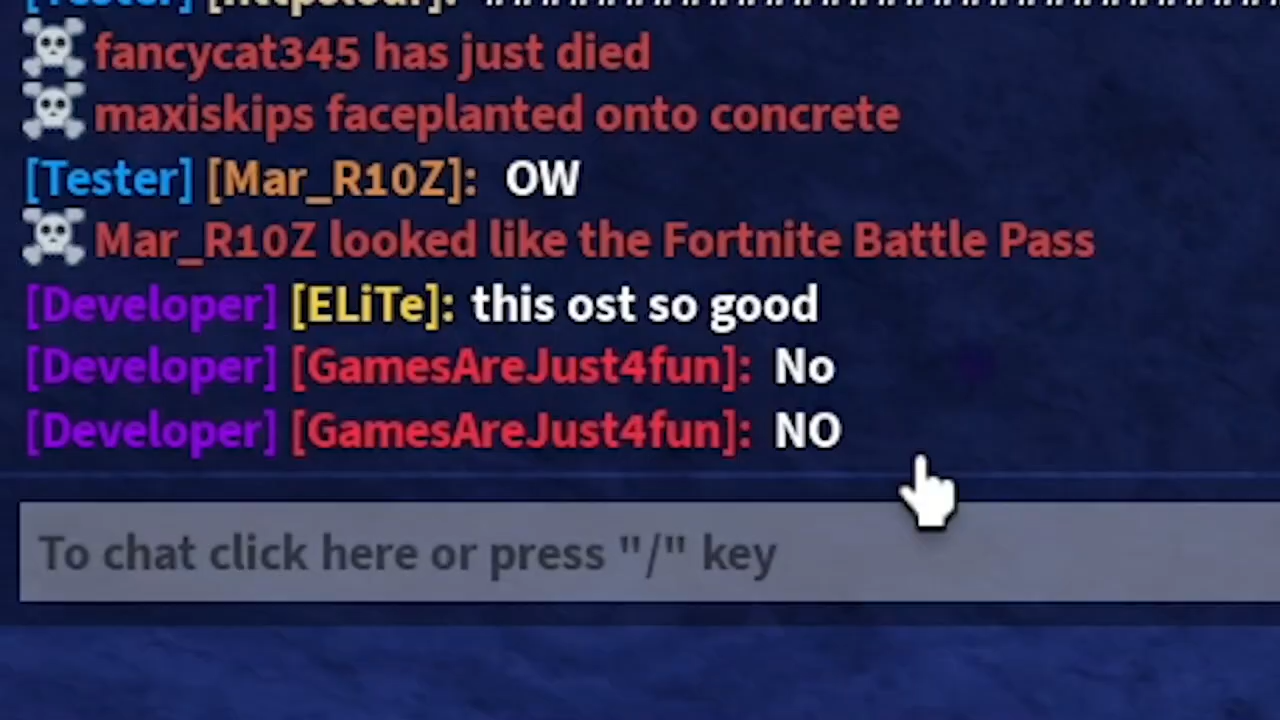 [Tester]
fancycat345 has just died
maxiskips faceplanted onto concrete
[Tester] [Mar_R10Z]: OW
Mar_R10Z looked like the Fortnite Battle Pass
[Developer] [ELiTe]: this ost so good
[Developer] [GamesAreJust4fun]: No
[Developer] [GamesAreJust4fun]: NO
To chat click here or press "/" key